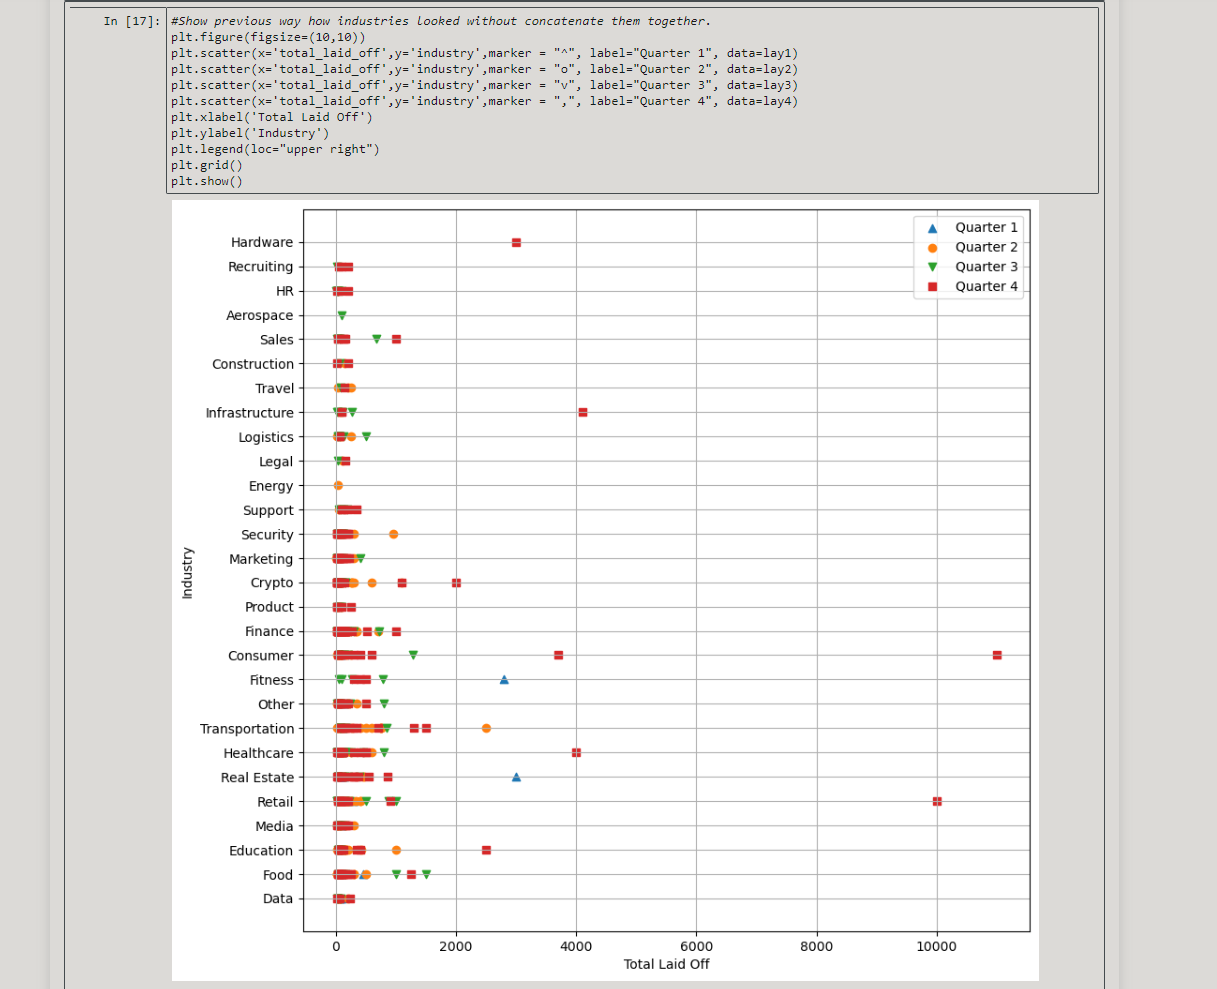 In [17]:
#Show previous way how industries looked without concatenate them together.
plt.figure(figsize=(10,10))
plt.scatter(x='total_laid_off',y='industry',marker = "^", label="Quarter 1", data=lay1)
plt.scatter(x='total_laid_off',y='industry',marker = "o", label="Quarter 2", data=lay2)
plt.scatter(x='total_laid_off',y='industry',marker = "v", label="Quarter 3", data=lay3)
plt.scatter(x='total_laid_off',y='industry',marker = ",", label="Quarter 4", data=lay4)
plt.xlabel('Total Laid Off')
plt.ylabel('Industry')
plt.legend(loc="upper right")
plt.grid()
plt.show()
Quarter 1
Quarter 2
Quarter 3
Quarter 4
Hardware
Recruiting
HR
Aerospace
Sales
Construction
Travel
Infrastructure
Logistics
Legal
Energy
Support
Security
Marketing
Crypto
Product
Finance
Consumer
Fitness
Other
Transportation
Healthcare
Real Estate
Retail
Media
Education
Food
Data
Industry
0 2000 4000 6000 8000 10000
Total Laid Off